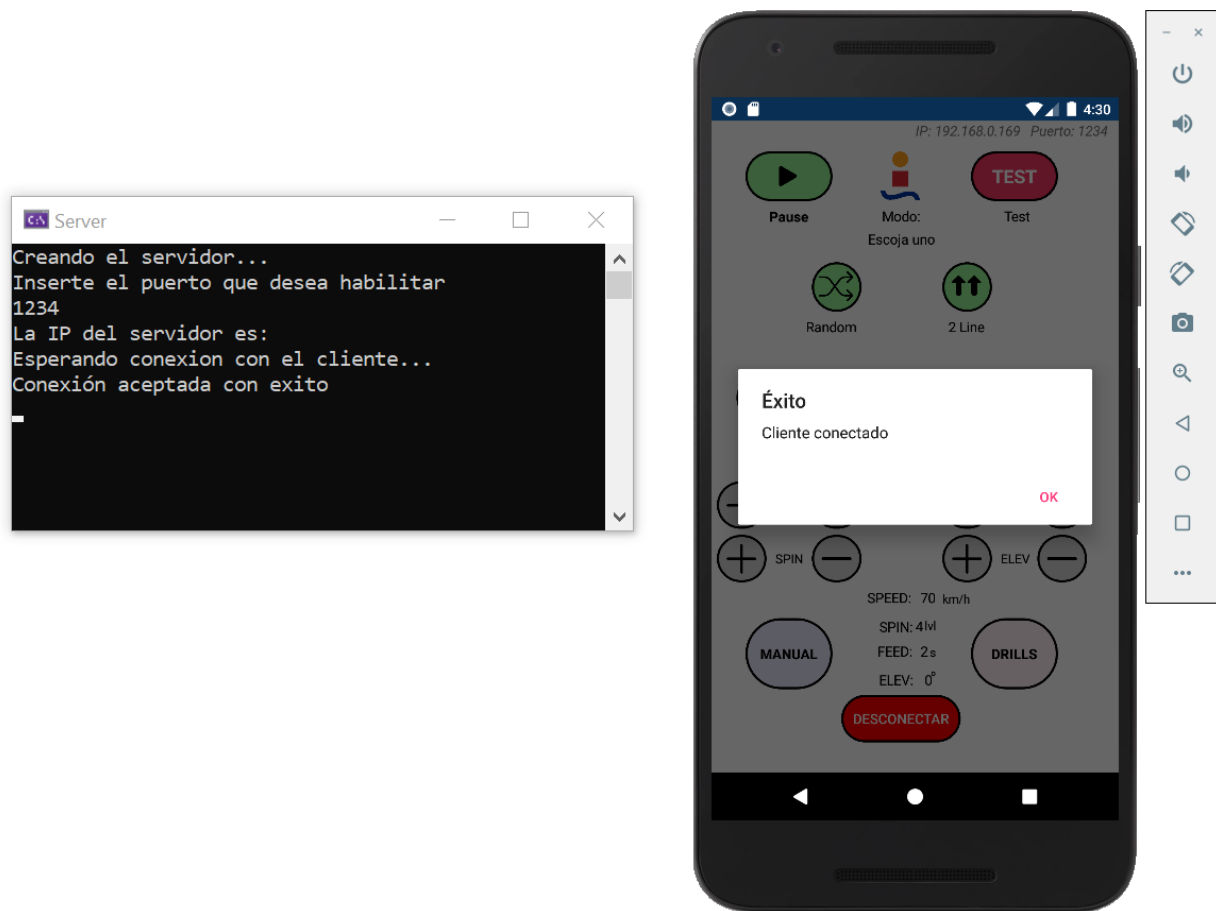 Server
Creando el servidor...
Inserte el puerto que desea habilitar
1234
La IP del servidor es:
Esperando conexion con el cliente...
Conexión aceptada con exito
4:30
IP: 192.168.0.169 Puerto: 1234
TEST
Pause Modo: Test
Escoja uno
Random 2 Line
Éxito
Cliente conectado
OK
SPIN ELEV
SPEED: 70 km/h
SPIN: 4 lvl
MANUAL FEED: 2 s DRILLS
ELEV: 0°
DESCONECTAR